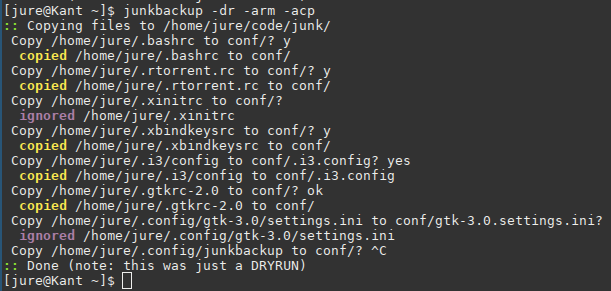 [jure@Kant ~]$ junkbackup -dr -arm -acp
:: Copying files to /home/jure/code/junk/
Copy /home/jure/.bashrc to conf/? y
copied /home/jure/.bashrc to conf/
Copy /home/jure/.rtorrent.rc to conf/? y
copied /home/jure/.rtorrent.rc to conf/
Copy /home/jure/.xinitrc to conf/?
ignored /home/jure/.xinitrc
Copy /home/jure/.xbindkeysrc to conf/? y
copied /home/jure/.xbindkeysrc to conf/
Copy /home/jure/.i3/config to conf/.i3.config? yes
copied /home/jure/.i3/config to conf/.i3.config
Copy /home/jure/.gtkrc-2.0 to conf/? ok
copied /home/jure/.gtkrc-2.0 to conf/
Copy /home/jure/.config/gtk-3.0/settings.ini to conf/gtk-3.0.settings.ini?
ignored /home/jure/.config/gtk-3.0/settings.ini
Copy /home/jure/.config/junkbackup to conf/? ^C
:: Done (note: this was just a DRYRUN)
[jure@Kant ~]$